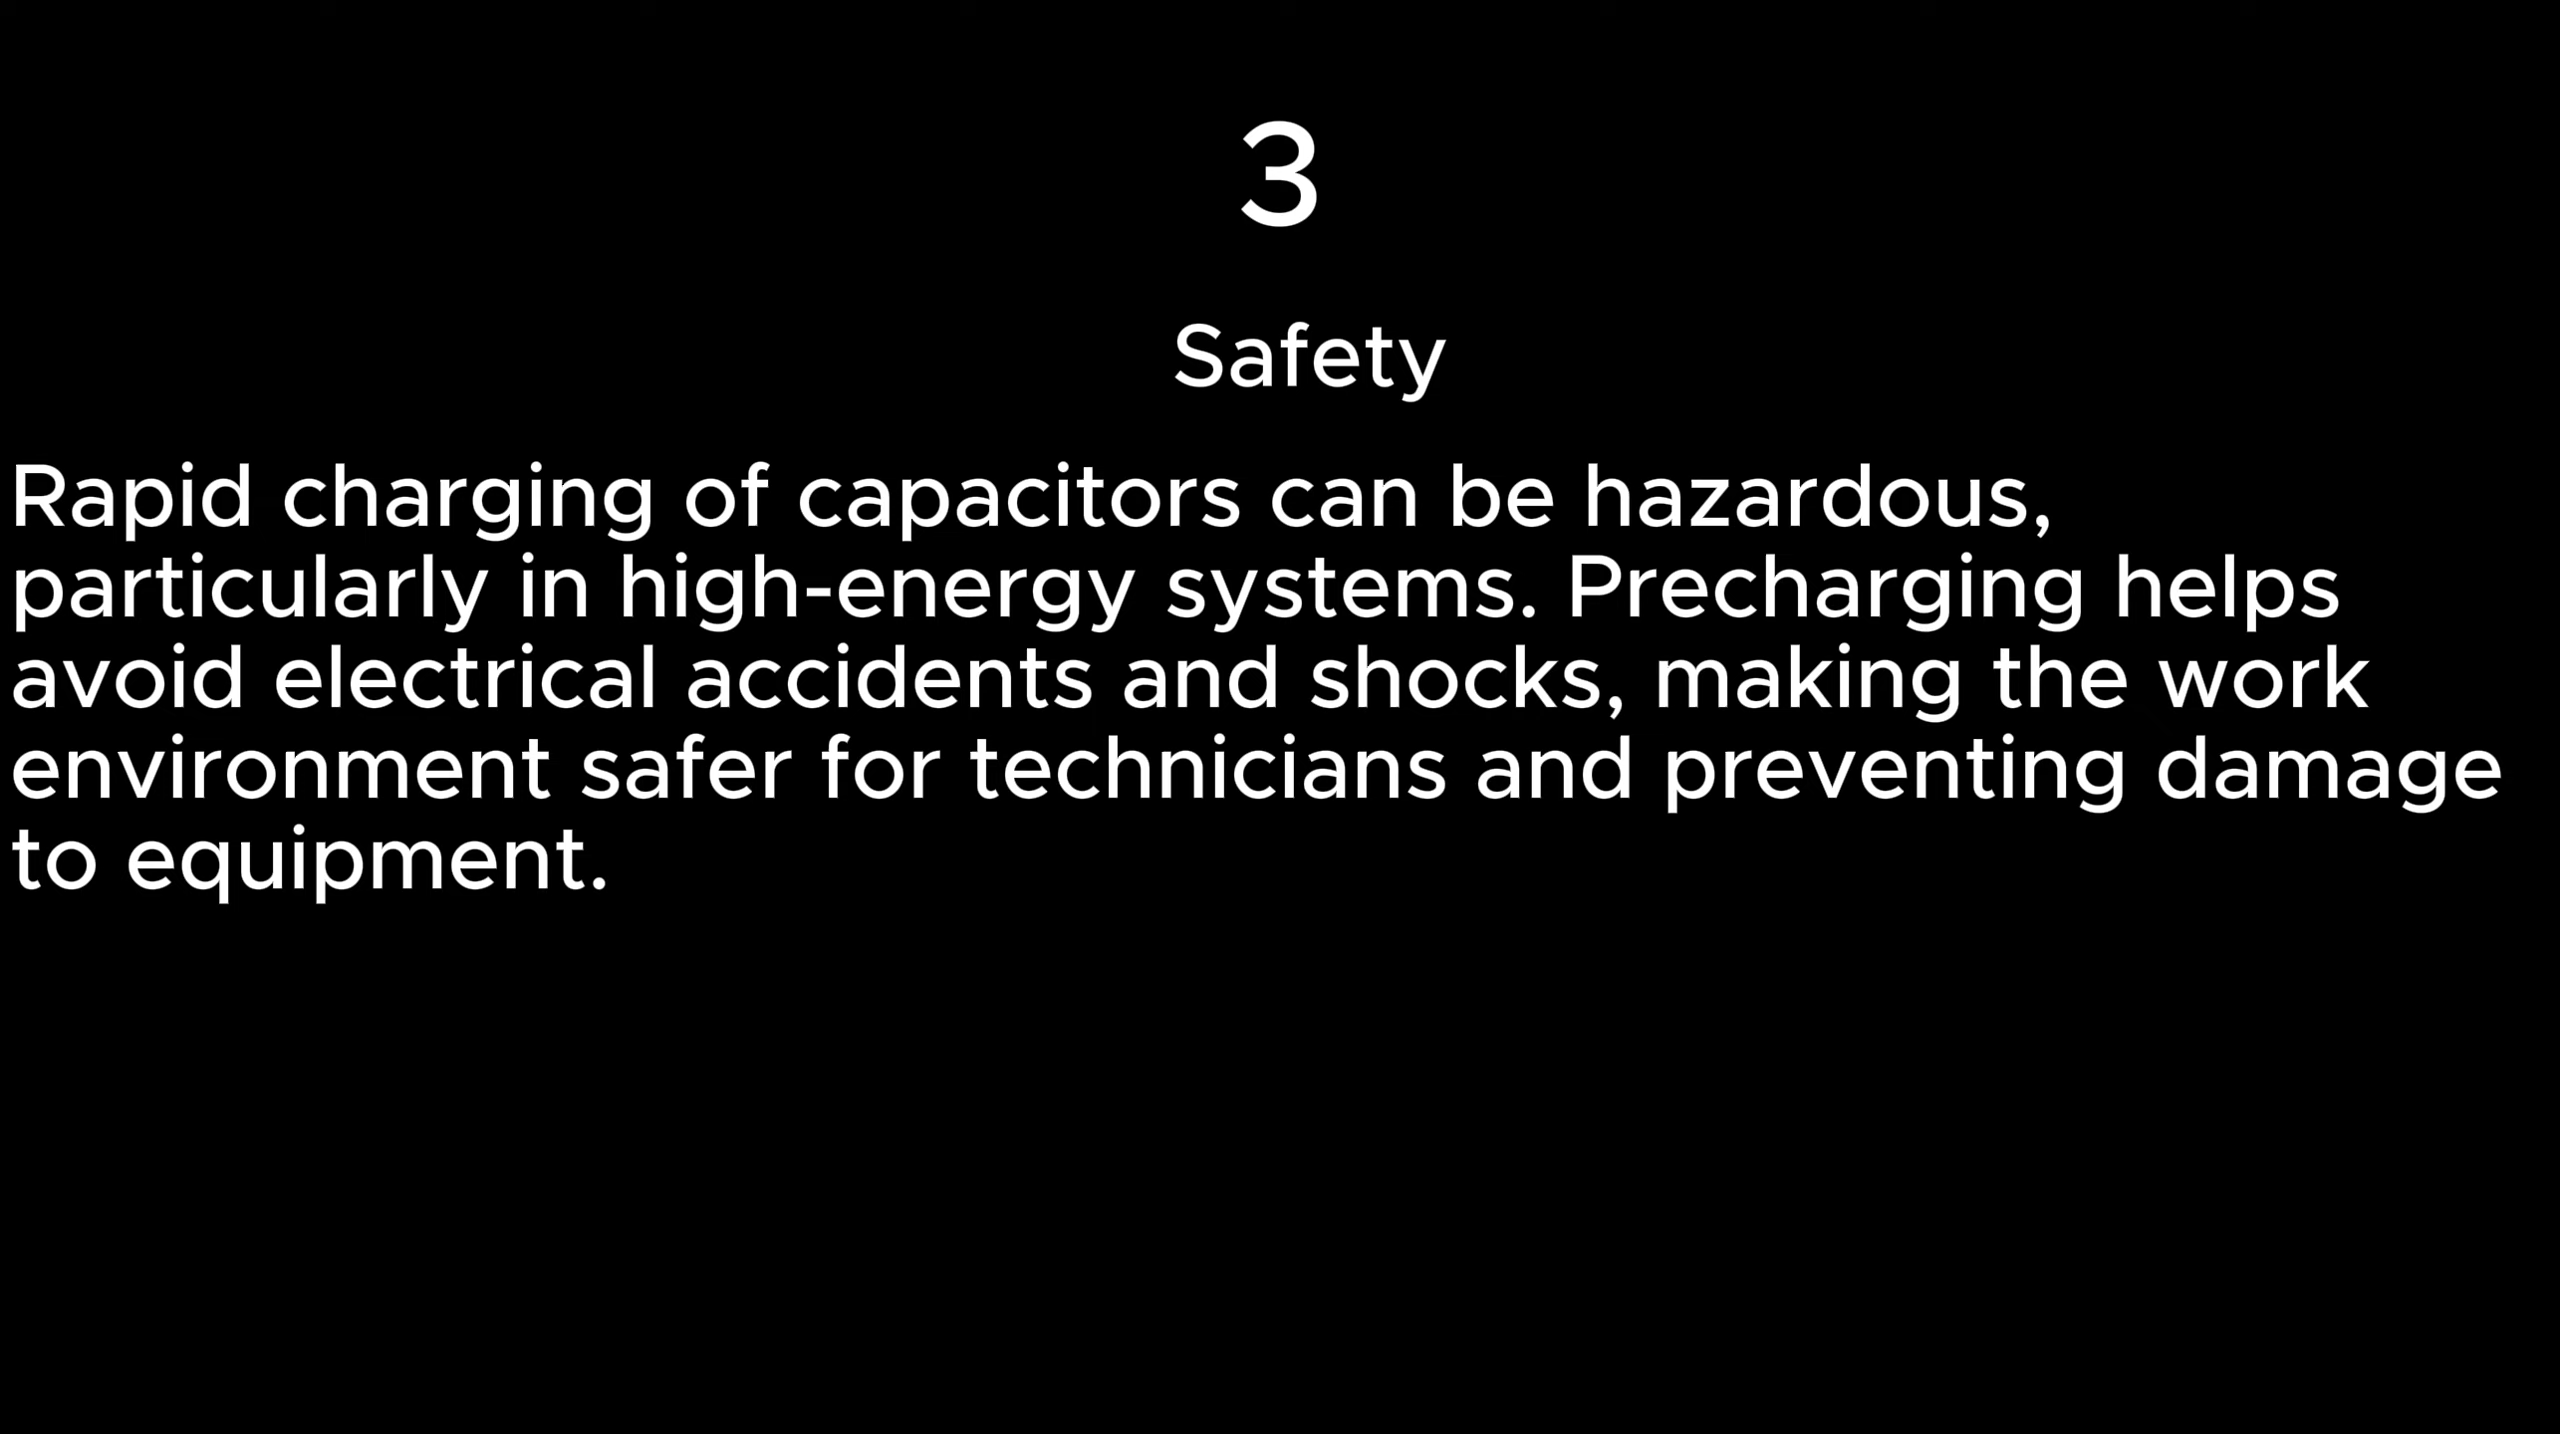 3
Safety
Rapid charging of capacitors can be hazardous,
particularly in high-energy systems. Precharging helps
avoid electrical accidents and shocks, making the work
environment safer for technicians and preventing damage
to equipment.